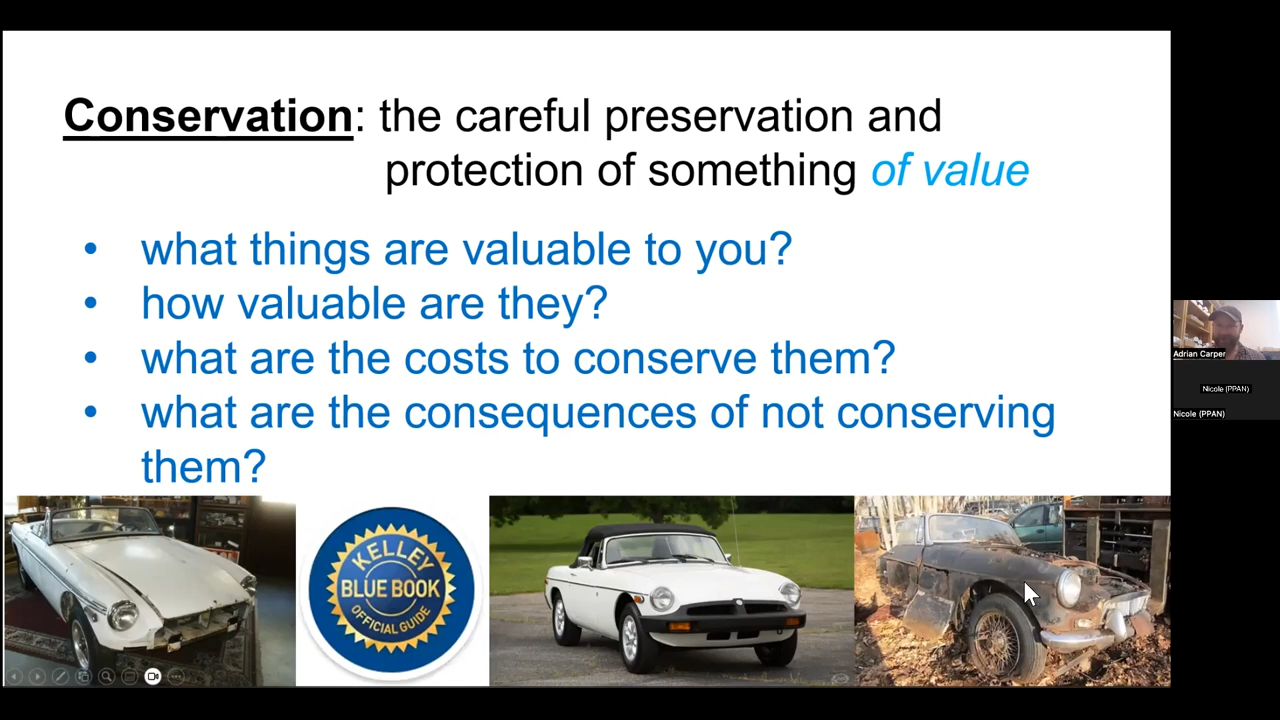 Conservation: the careful preservation and
protection of something of value
• what things are valuable to you?
• how valuable are they?
• what are the costs to conserve them?
• what are the consequences of not conserving
them?
KELLEY
BLUE BOOK
OFFICIAL GUIDE
Adrian Carper
Nicole (PPAN)
Nicole (PPAN)